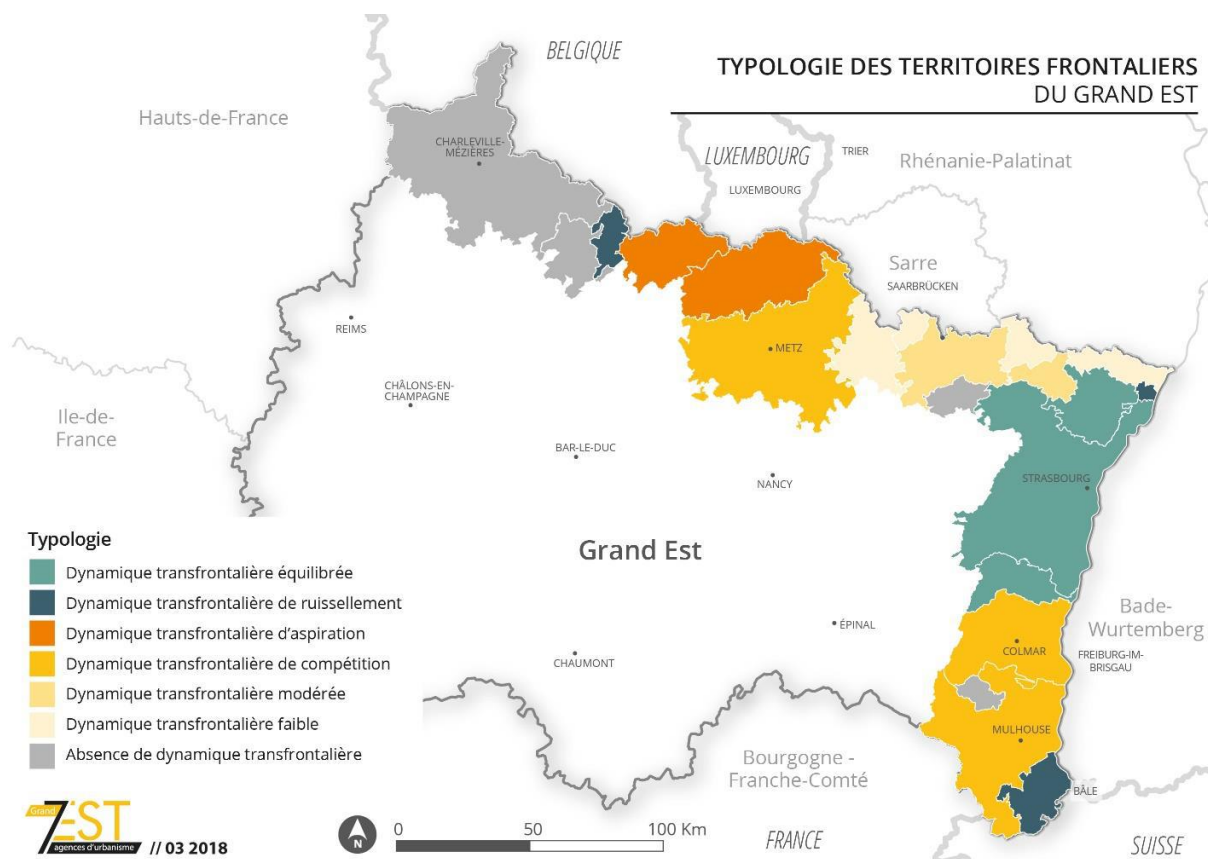 TYPOLOGIE DES TERRITOIRES FRONTALIERS
DU GRAND EST
BELGIQUE
Hauts-de-France
CHARLEVILLE-
MÉZIÈRES
LUXEMBOURG
TRIER
Rhénanie-Palatinat
LUXEMBOURG
Sarre
SAARBRÜCKEN
REIMS
METZ
CHÂLONS-EN-
CHAMPAGNE
Ile-de-
France
BAR-LE-DUC
NANCY
STRASBOURG
Grand Est
Typologie
Dynamique transfrontalière équilibrée
Dynamique transfrontalière de ruissellement
Dynamique transfrontalière d'aspiration
Dynamique transfrontalière de compétition
Dynamique transfrontalière modérée
Dynamique transfrontalière faible
Absence de dynamique transfrontalière
Bade-
Wurtemberg
ÉPINAL
COLMAR
FREIBURG-IM-
BRISGAU
CHAUMONT
MULHOUSE
Bourgogne -
Franche-Comté
BÂLE
Grand
7EST
agences d'urbanisme
// 03 2018
N
0 50 100 Km
FRANCE
SUISSE